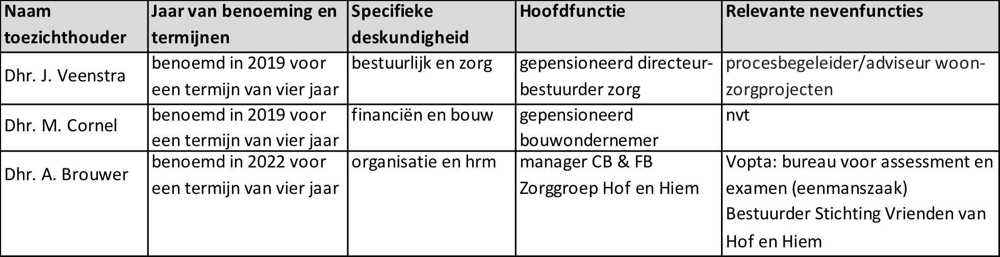 Naam toezichthouder
Jaar van benoeming en termijnen
Specifieke deskundigheid
Hoofdfunctie
Relevante nevenfuncties
Dhr. J. Veenstra
benoemd in 2019 voor
een termijn van vier jaar
bestuurlijk en zorg
gepensioneerd directeur-
bestuurder zorg
procesbegeleider/adviseur woon-
zorgprojecten
Dhr. M. Cornel
benoemd in 2019 voor
een termijn van vier jaar
financiën en bouw
gepensioneerd
bouwondernemer
nvt
Dhr. A. Brouwer
benoemd in 2022 voor
een termijn van vier jaar
organisatie en hrm
manager CB & FB
Zorggroep Hof en Hiem
Vopta: bureau voor assessment en
examen (eenmanszaak)
Bestuurder Stichting Vrienden van
Hof en Hiem